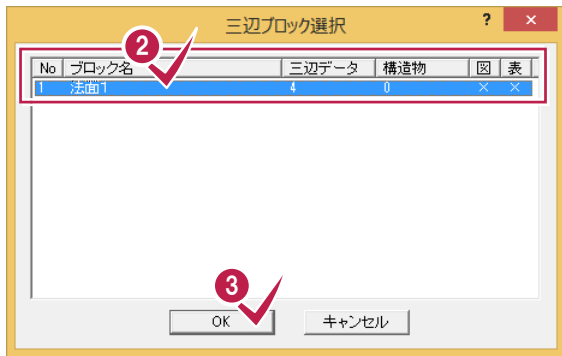 三辺ブロック選択 ? ×
2
No ブロック名 三辺データ 構造物 図 表
1 法面1 4 0 × ×
3
OK キャンセル